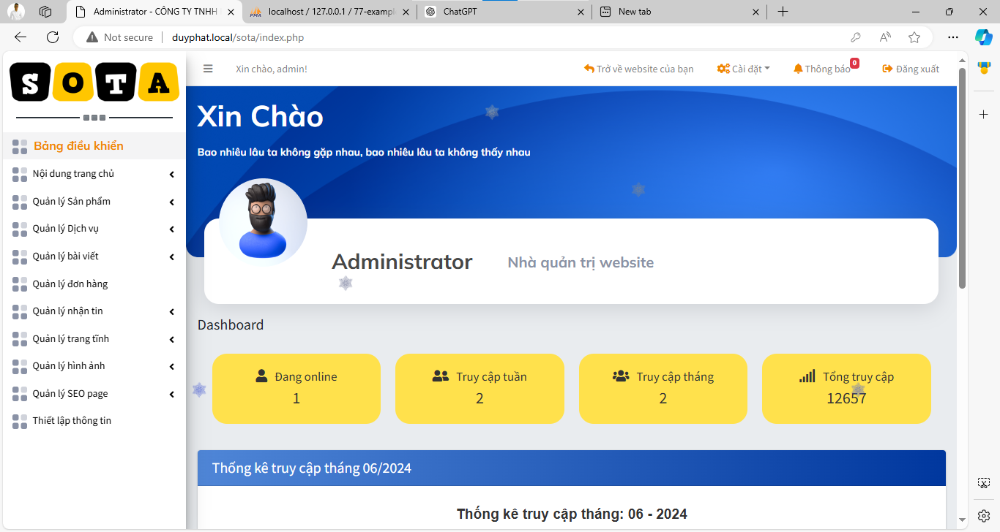 Administrator - CÔNG TY TNHH
localhost / 127.0.0.1 / 77-example
ChatGPT
New tab
Not secure
duyphat.local/sota/index.php
SOTA
Xin chào, admin!
Trở về website của bạn
Cài đặt
Thông báo
0
Đăng xuất
Bảng điều khiển
Nội dung trang chủ
Quản lý Sản phẩm
Quản lý Dịch vụ
Quản lý bài viết
Quản lý đơn hàng
Quản lý nhận tin
Quản lý trang tĩnh
Quản lý hình ảnh
Quản lý SEO page
Thiết lập thông tin
Xin Chào
Bao nhiêu lâu ta không gặp nhau, bao nhiêu lâu ta không thấy nhau
Administrator
Nhà quản trị website
Dashboard
Đang online
1
Truy cập tuần
2
Truy cập tháng
2
Tổng truy cập
12657
Thống kê truy cập tháng 06/2024
Thống kê truy cập tháng: 06 - 2024